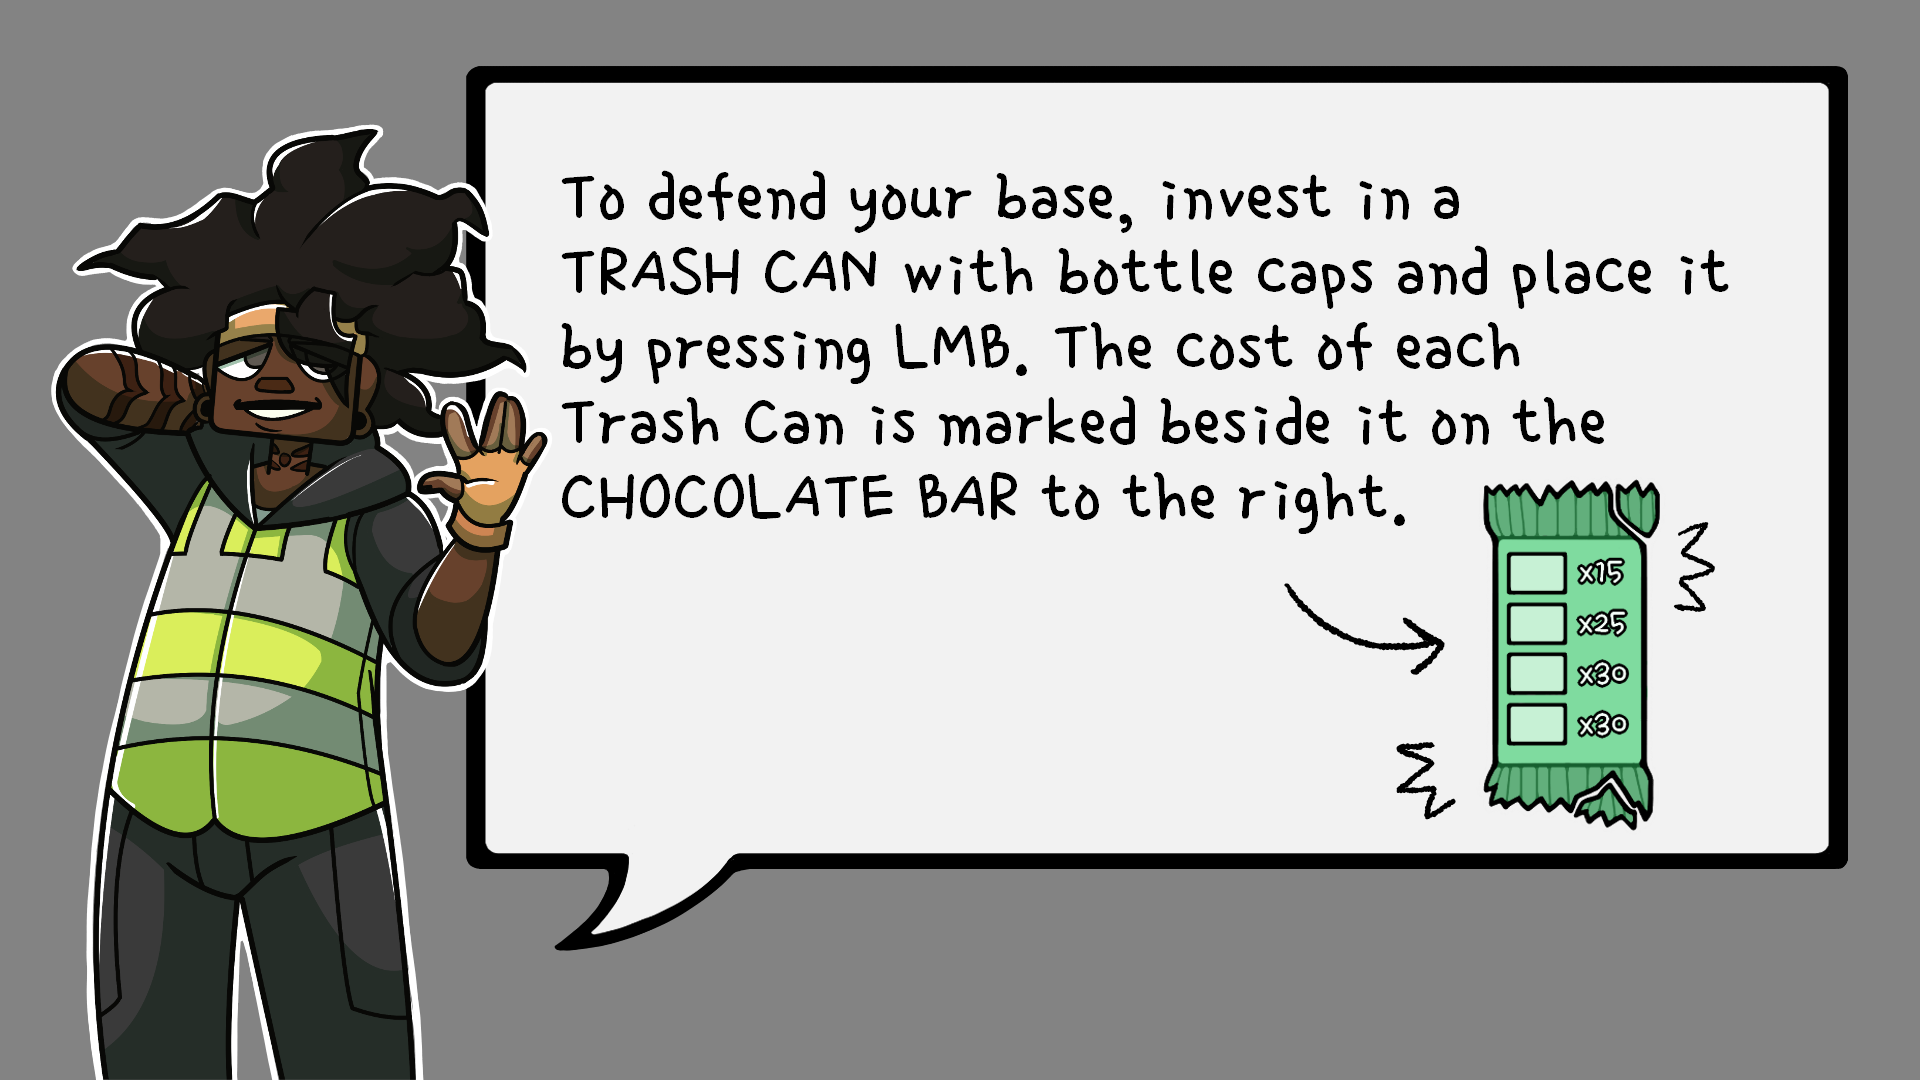 To defend your base, invest in a
TRASH CAN with bottle caps and place it
by pressing LMB. The cost of each
Trash Can is marked beside it on the
CHOCOLATE BAR to the right.
x15
x25
x30
x30